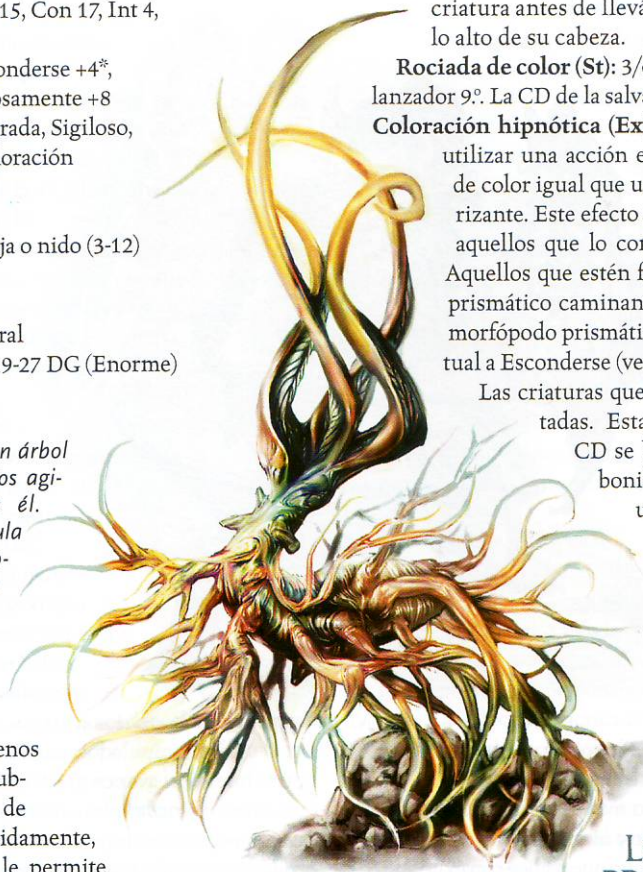 15, Con 17, Int 4,
onderse +4*,
osamente +8
rada, Sigiloso,
oloración
ja o nido (3-12)
ral
9-27 DG (Enorme)
n árbol
os agi-
él.
ula
enos
ub-
de
idamente,
le permite
criatura antes de llevá
lo alto de su cabeza.
Rociada de color (St): 3/
lanzador 9º. La CD de la salva
Coloración hipnótica (Ex
utilizar una acción e
de color igual que u
rizante. Este efecto
aquellos que lo con
Aquellos que estén f
prismático caminan
morfópodo prismáti
tual a Esconderse (ve
Las criaturas que
tadas. Esta
CD se
boni
u